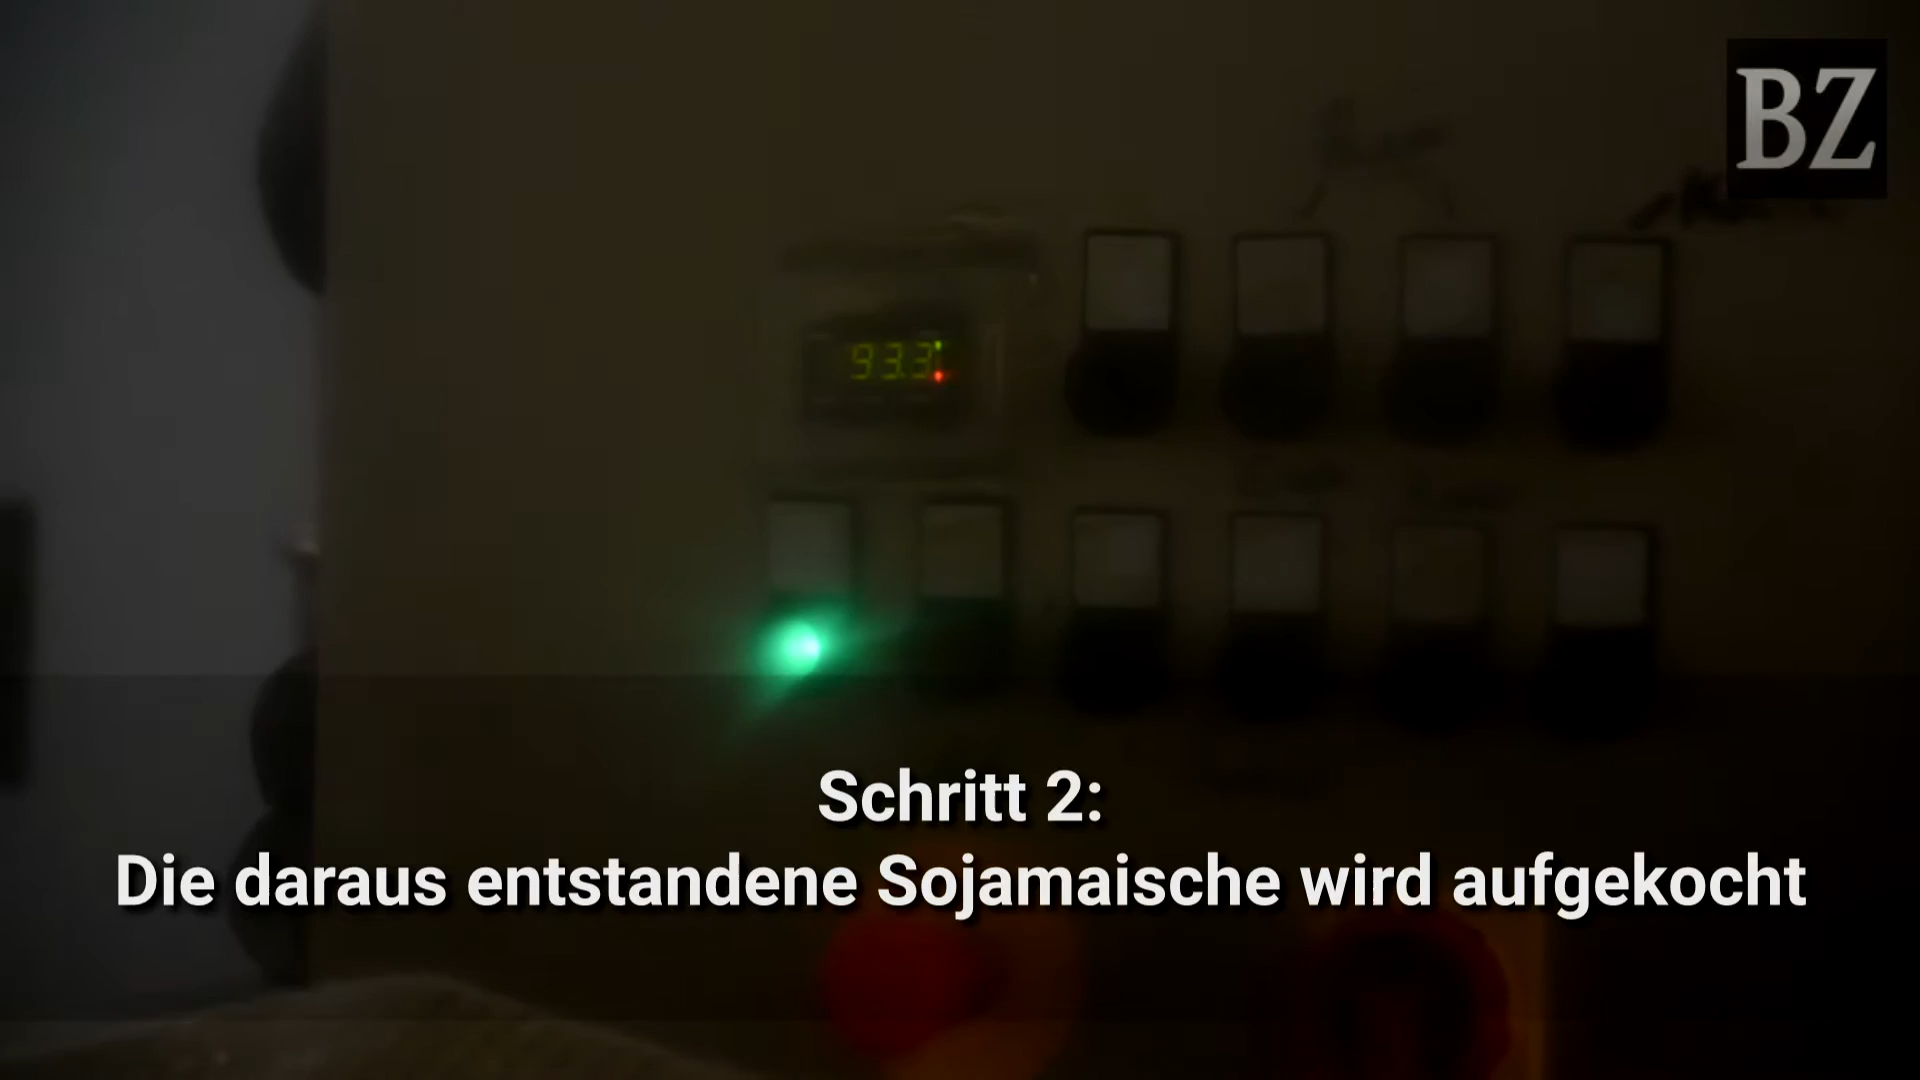 BZ
93.3
Schritt 2:
Die daraus entstandene Sojamaische wird aufgekocht